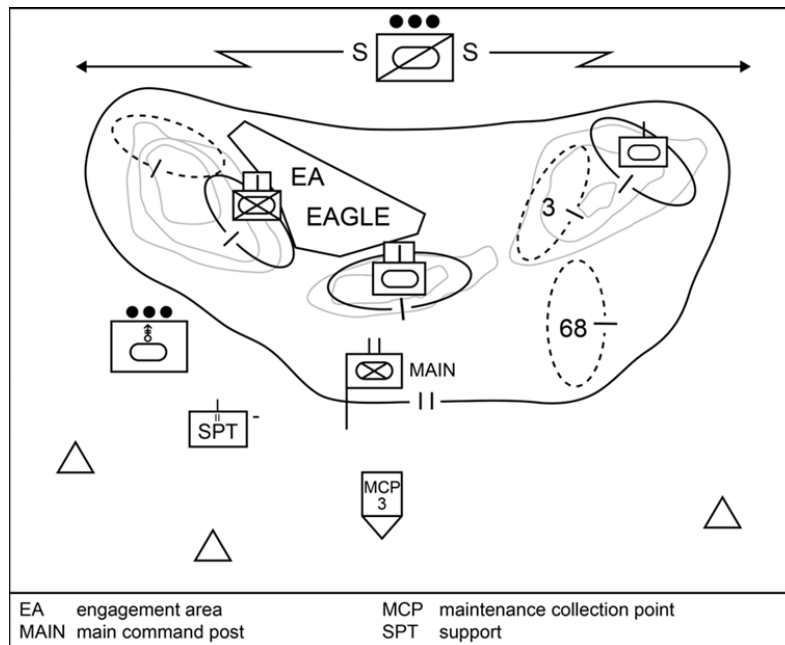 S S
EA
EAGLE
3
68
MAIN
SPT
MCP
3
EA engagement area
MAIN main command post
MCP maintenance collection point
SPT support